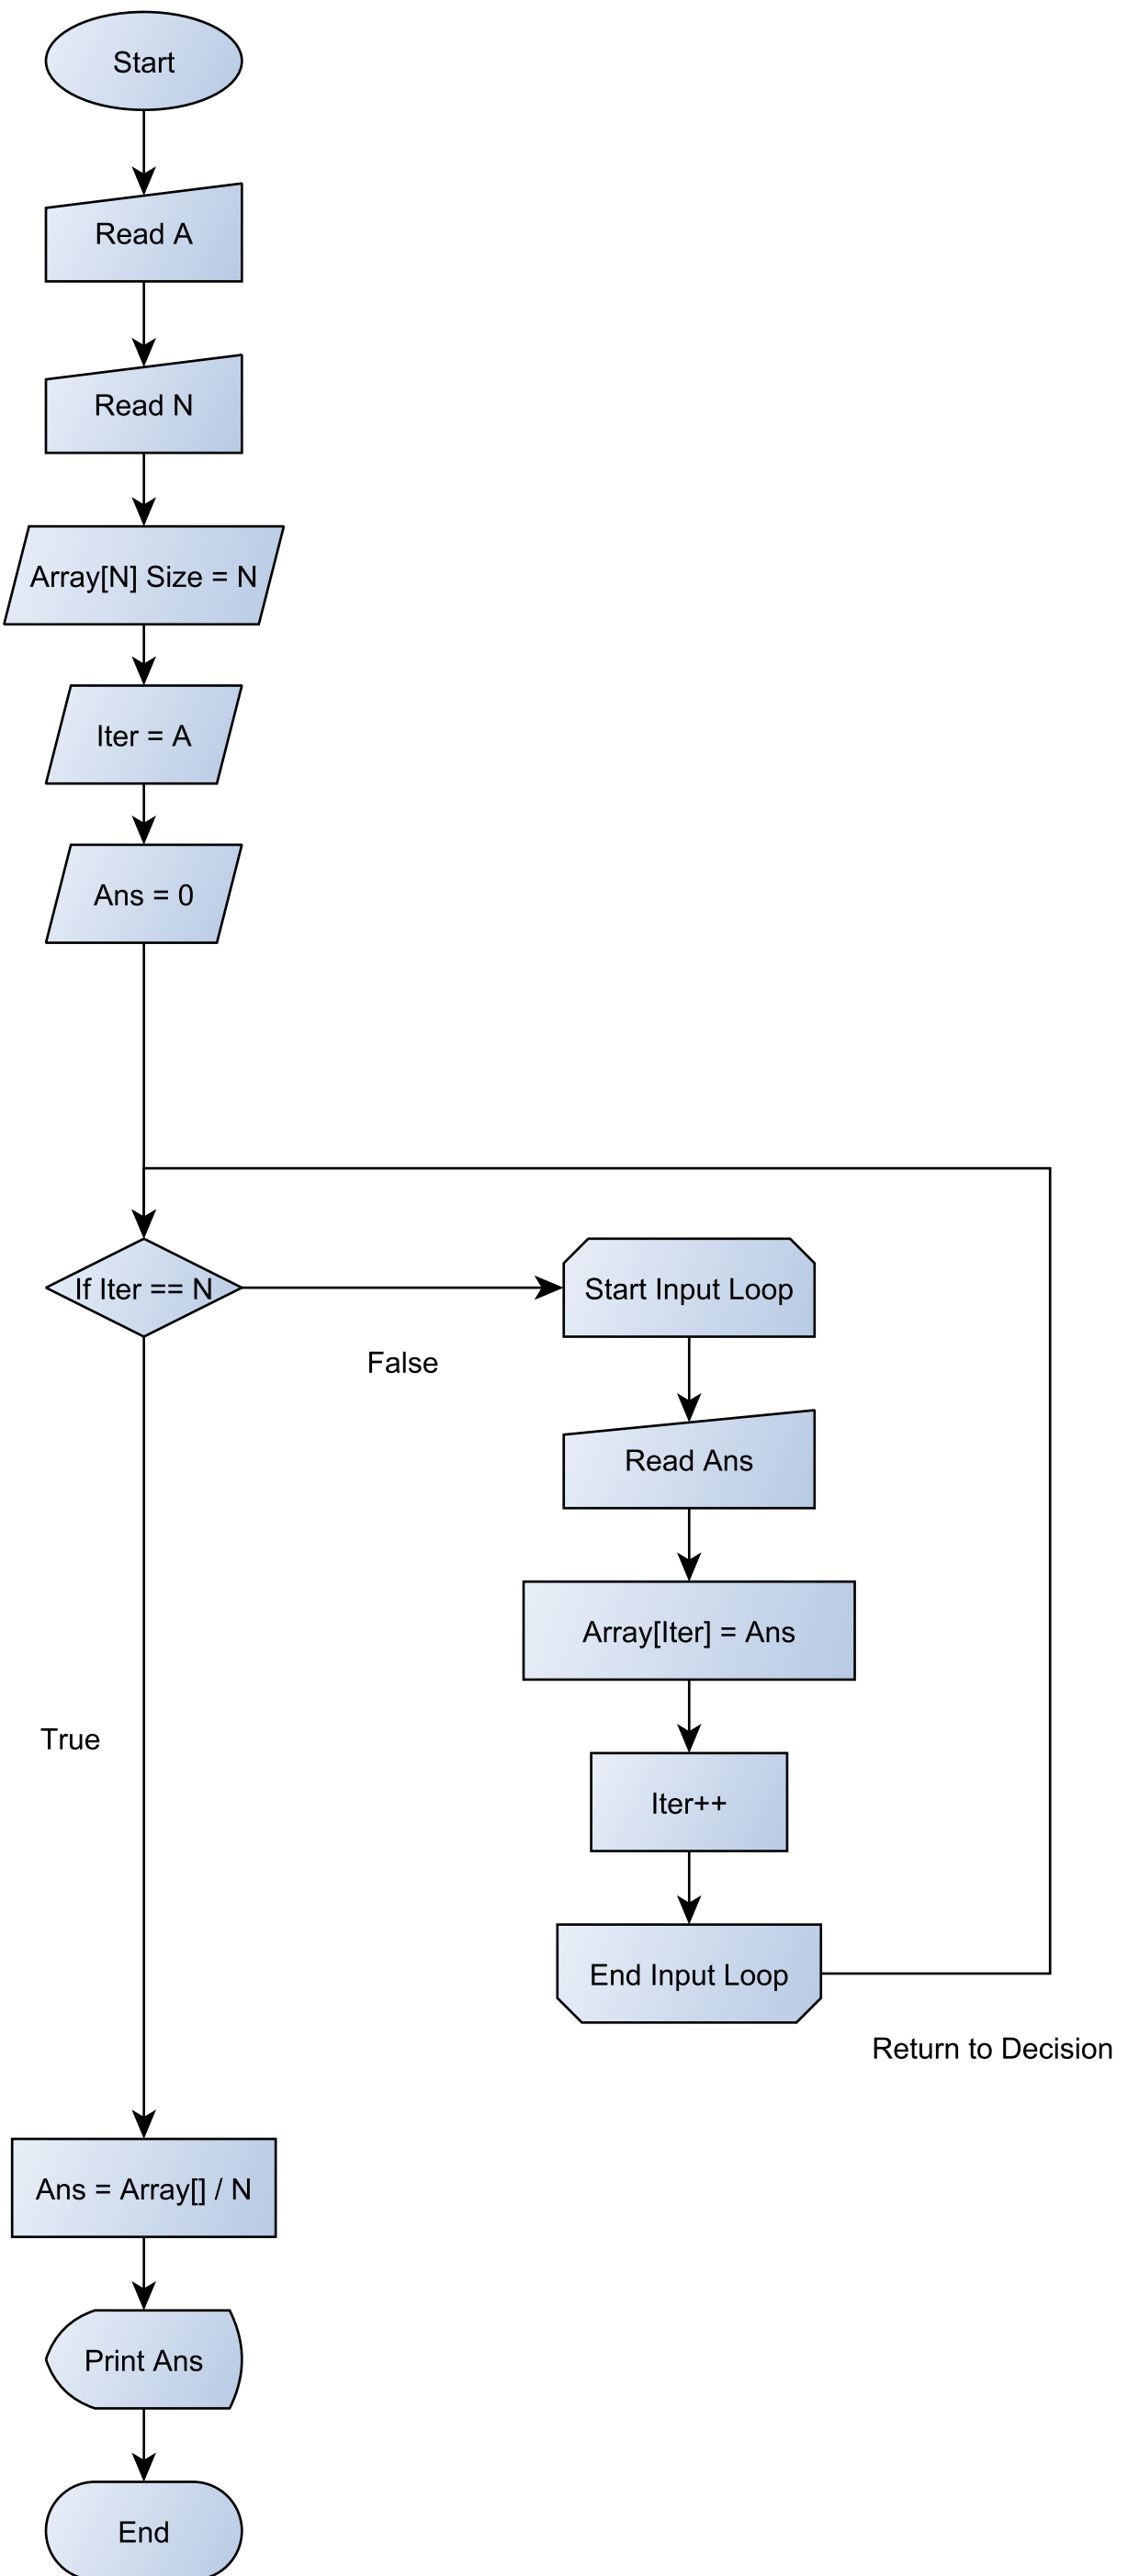 Start
Read A
Read N
Array[N] Size = N
Iter = A
Ans = 0
If Iter == N
False
Start Input Loop
Read Ans
Array[Iter] = Ans
Iter++
End Input Loop
Return to Decision
True
Ans = Array[] / N
Print Ans
End